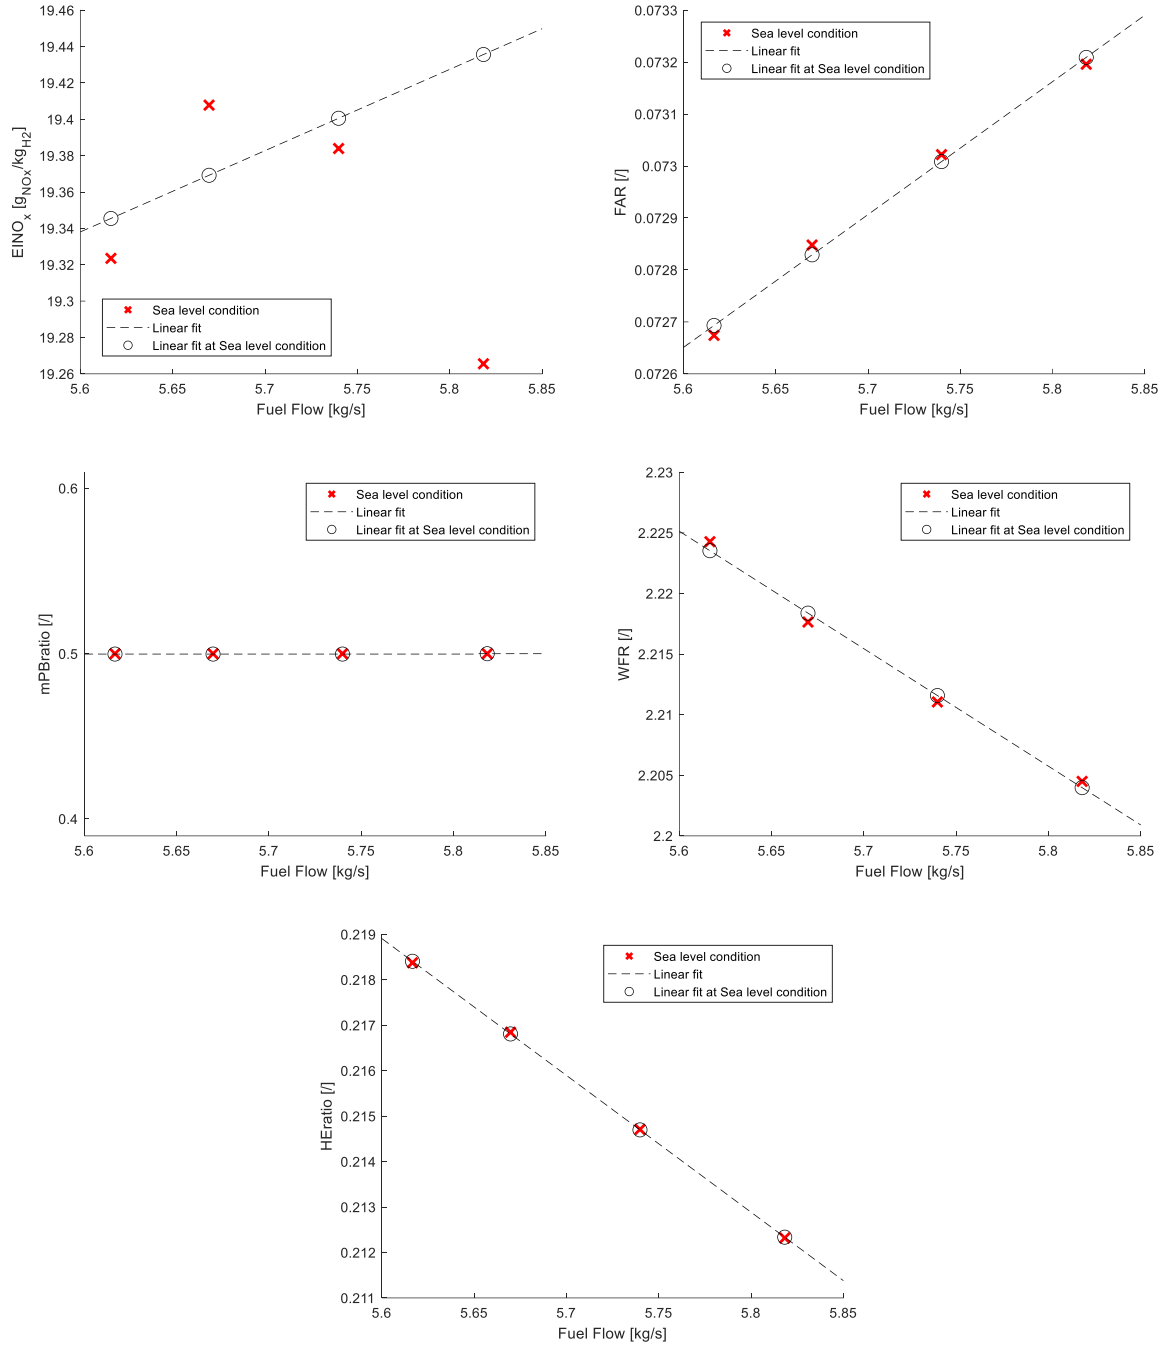 19.46
19.44
19.42
19.4
19.38
19.36
19.34
19.32
19.3
19.28
19.26
EINOx [gNOx/kgH2]
Sea level condition
Linear fit
Linear fit at Sea level condition
5.6 5.65 5.7 5.75 5.8 5.85
Fuel Flow [kg/s]
0.0733
0.0732
0.0731
0.073
0.0729
0.0728
0.0727
0.0726
FAR [/]
Sea level condition
Linear fit
Linear fit at Sea level condition
5.6 5.65 5.7 5.75 5.8 5.85
Fuel Flow [kg/s]
0.6
0.5
0.4
mPBratio [/]
Sea level condition
Linear fit
Linear fit at Sea level condition
5.6 5.65 5.7 5.75 5.8 5.85
Fuel Flow [kg/s]
2.23
2.225
2.22
2.215
2.21
2.205
2.2
WFR [/]
Sea level condition
Linear fit
Linear fit at Sea level condition
5.6 5.65 5.7 5.75 5.8 5.85
Fuel Flow [kg/s]
0.219
0.218
0.217
0.216
0.215
0.214
0.213
0.212
0.211
HEratio [/]
Sea level condition
Linear fit
Linear fit at Sea level condition
5.6 5.65 5.7 5.75 5.8 5.85
Fuel Flow [kg/s]